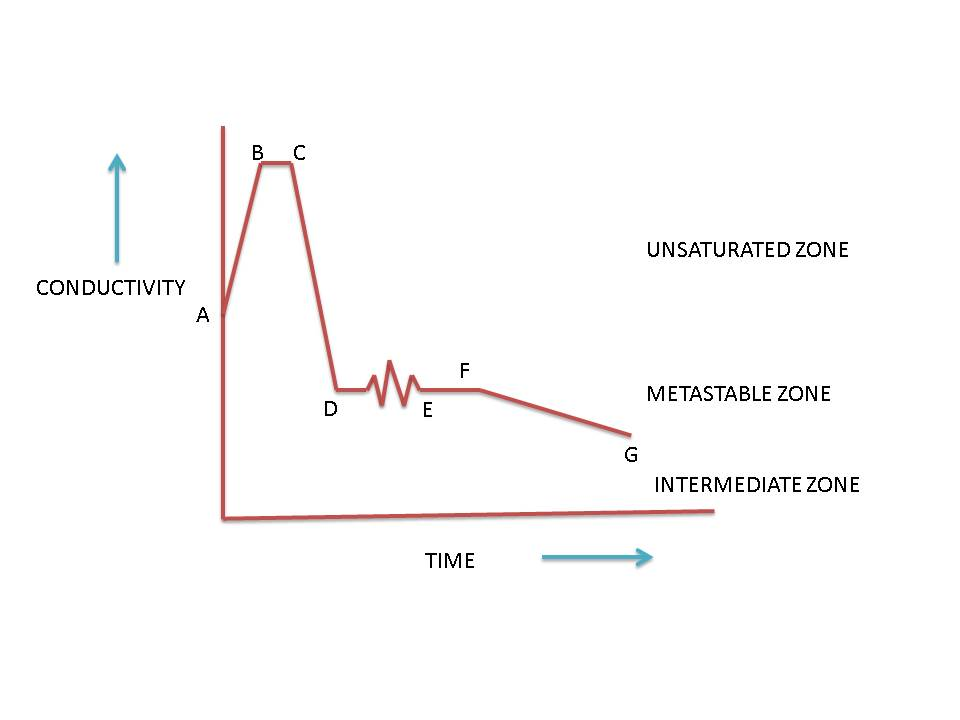 B C
UNSATURATED ZONE
CONDUCTIVITY
A
F
METASTABLE ZONE
D E
G
INTERMEDIATE ZONE
TIME